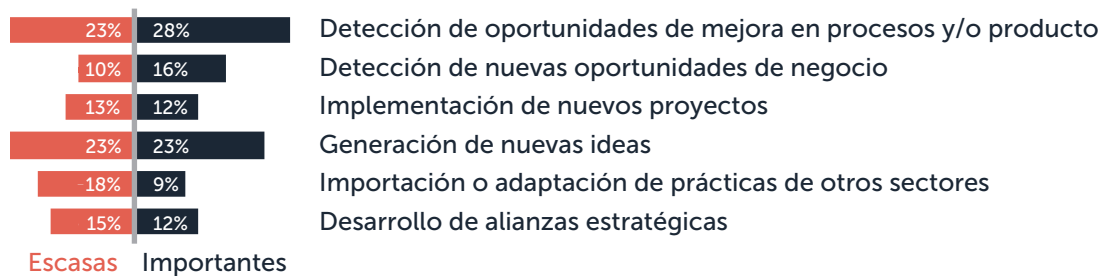 23% 28% Detección de oportunidades de mejora en procesos y/o producto
10% 16% Detección de nuevas oportunidades de negocio
13% 12% Implementación de nuevos proyectos
23% 23% Generación de nuevas ideas
-18% 9% Importación o adaptación de prácticas de otros sectores
15% 12% Desarrollo de alianzas estratégicas
Escasas Importantes